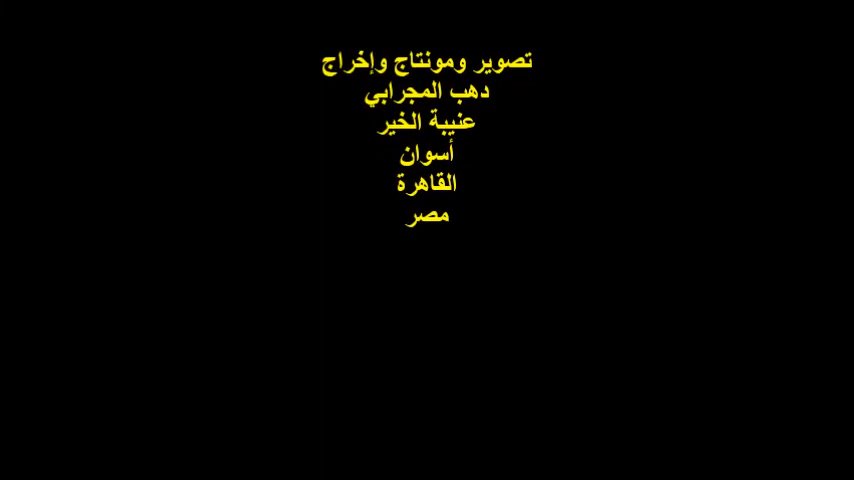 تصوير ومونتاج وإخراج
دهب المجرابي
عنيبة الخير
أسوان
القاهرة
مصر